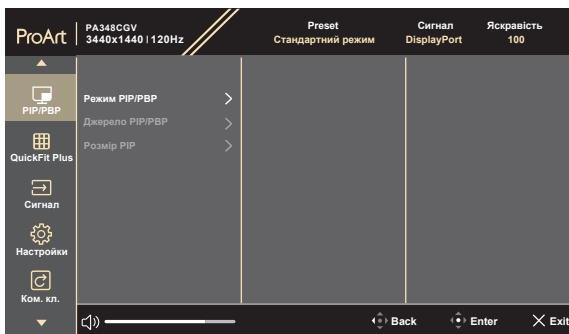 ProArt
PA348CGV
3440x1440 | 120Hz
Preset
Стандартний режим
Сигнал
DisplayPort
Яскравість
100
PIP/PBP
QuickFit Plus
Сигнал
Настройки
Ком. кл.
Режим PIP/PBP
Джерело PIP/PBP
Розмір PIP
Back
Enter
Exit